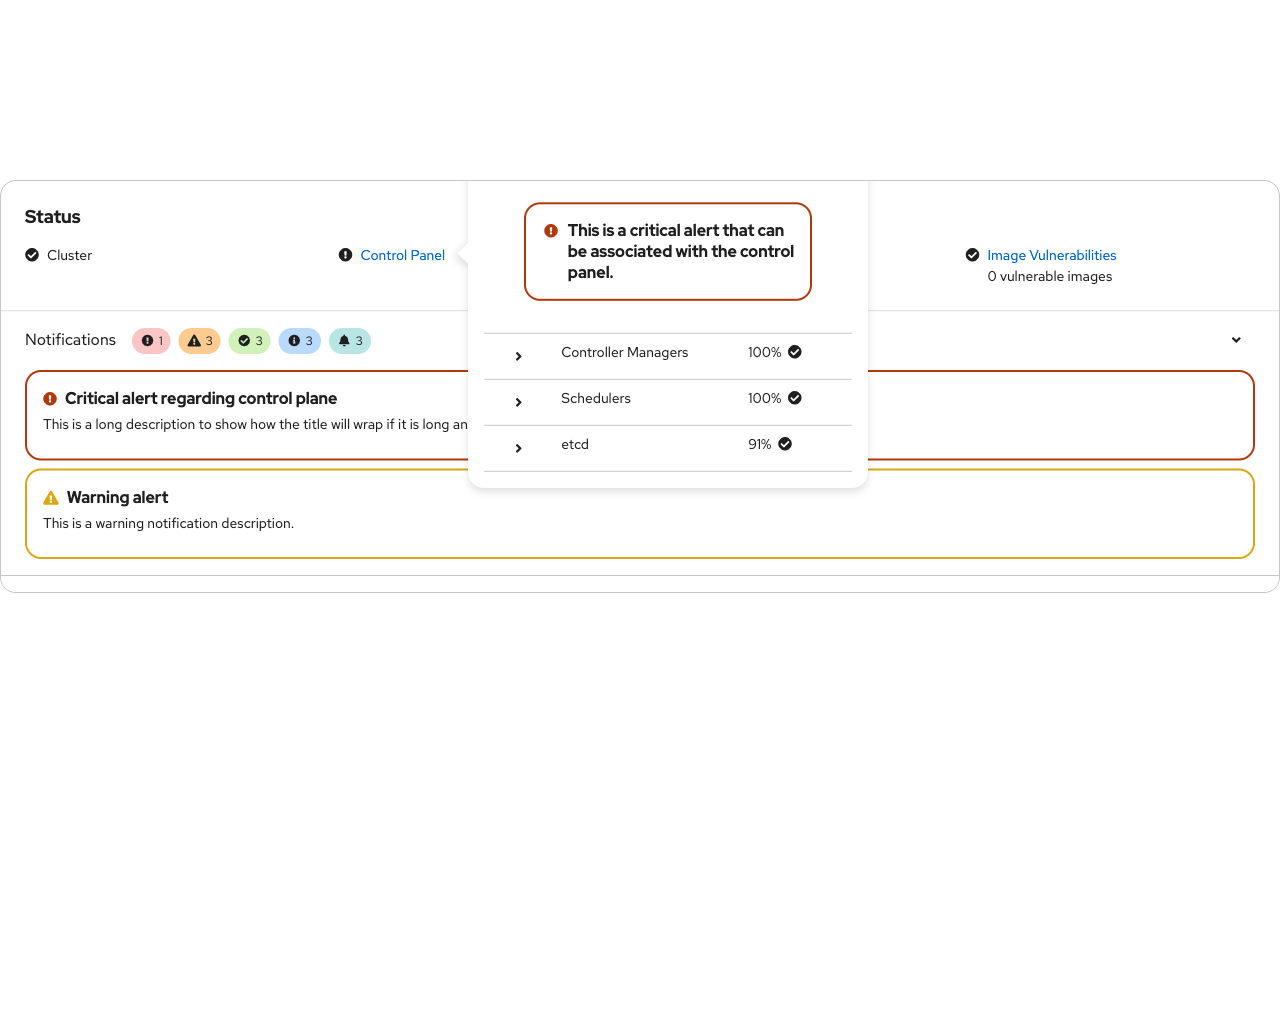 Status
Cluster
Control Panel
This is a critical alert that can
be associated with the control
panel.
Image Vulnerabilities
0 vulnerable images
Notifications 1 3 3 3 3
Controller Managers 100%
Schedulers 100%
etcd 91%
Critical alert regarding control plane
This is a long description to show how the title will wrap if it is long an
Warning alert
This is a warning notification description.